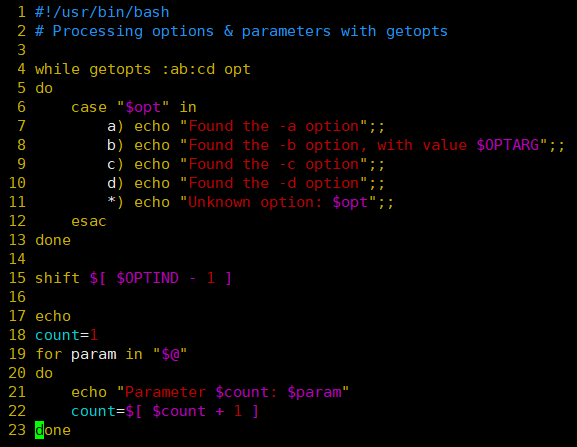 1 #!/usr/bin/bash
2 # Processing options & parameters with getopts
3
4 while getopts :ab:cd opt
5 do
6     case "$opt" in
7         a) echo "Found the -a option";;
8         b) echo "Found the -b option, with value $OPTARG";;
9         c) echo "Found the -c option";;
10         d) echo "Found the -d option";;
11         *) echo "Unknown option: $opt";;
12     esac
13 done
14
15 shift $[ $OPTIND - 1 ]
16
17 echo
18 count=1
19 for param in "$@"
20 do
21     echo "Parameter $count: $param"
22     count=$[ $count + 1 ]
23 done